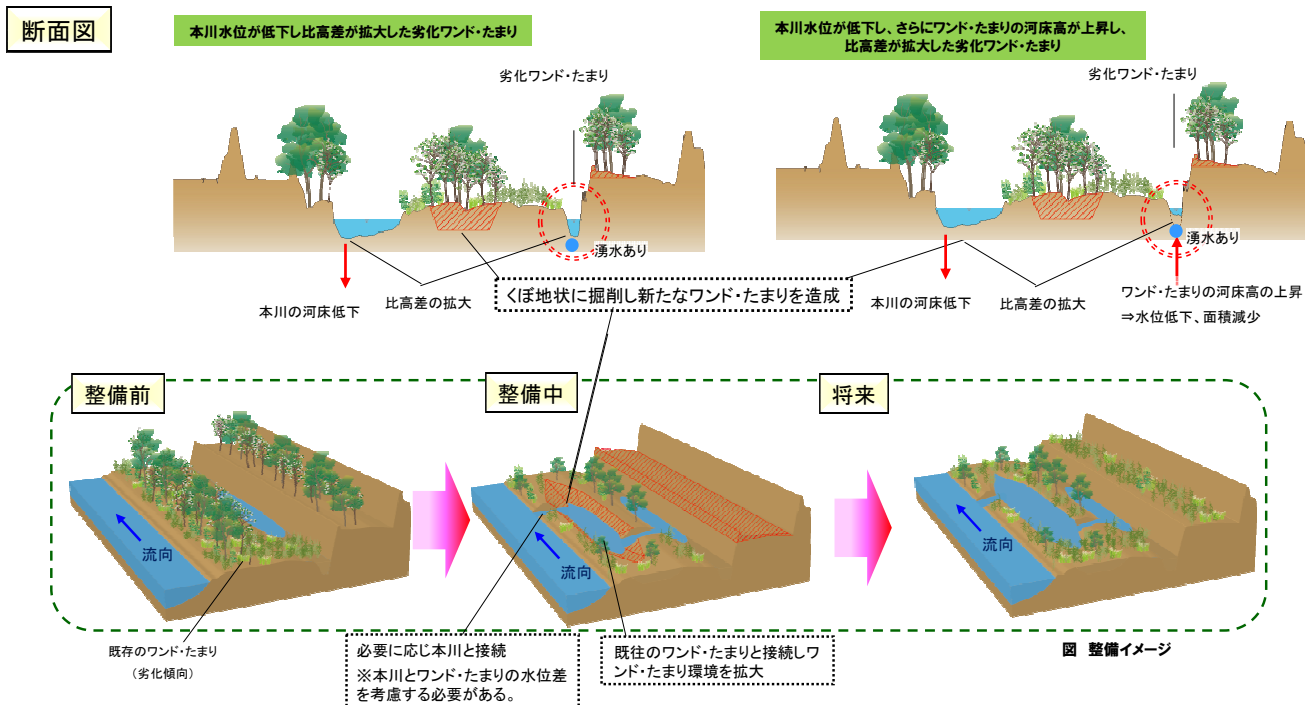 断面図
本川水位が低下し比高差が拡大した劣化ワンド・たまり
本川水位が低下し、さらにワンド・たまりの河床高が上昇し、
比高差が拡大した劣化ワンド・たまり
劣化ワンド・たまり
劣化ワンド・たまり
湧水あり
湧水あり
本川の河床低下
比高差の拡大
くぼ地状に掘削し新たなワンド・たまりを造成
本川の河床低下
比高差の拡大
ワンド・たまりの河床高の上昇
⇒水位低下、面積減少
整備前
整備中
将来
流向
流向
流向
既存のワンド・たまり
（劣化傾向）
必要に応じ本川と接続
※本川とワンド・たまりの水位差
を考慮する必要がある。
既往のワンド・たまりと接続しワ
ンド・たまり環境を拡大
図 整備イメージ